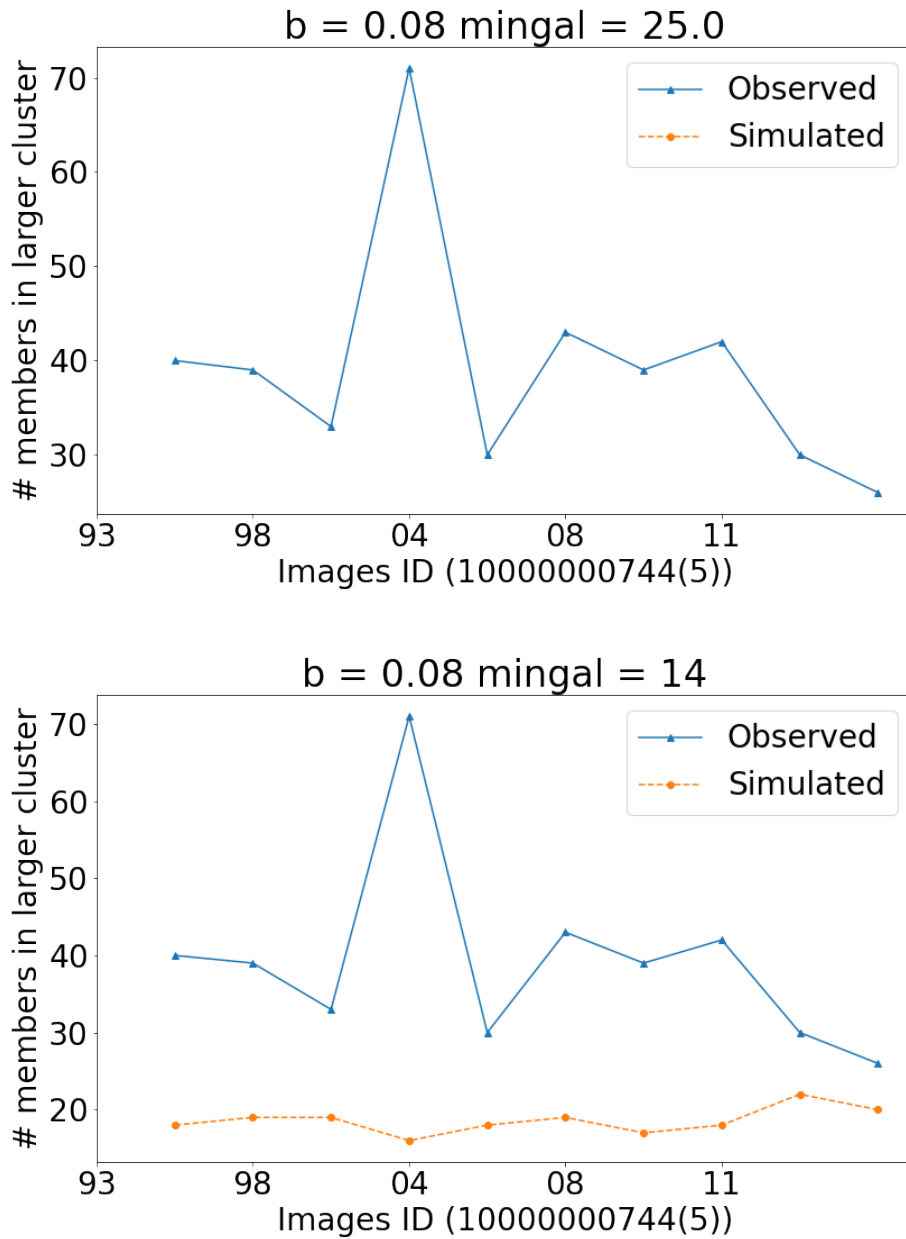 b = 0.08 mingal = 25.0
# members in larger cluster
70
60
50
40
30
Observed
Simulated
93 98 04 08 11
Images ID (10000000744(5))
b = 0.08 mingal = 14
# members in larger cluster
70
60
50
40
30
20
Observed
Simulated
93 98 04 08 11
Images ID (10000000744(5))